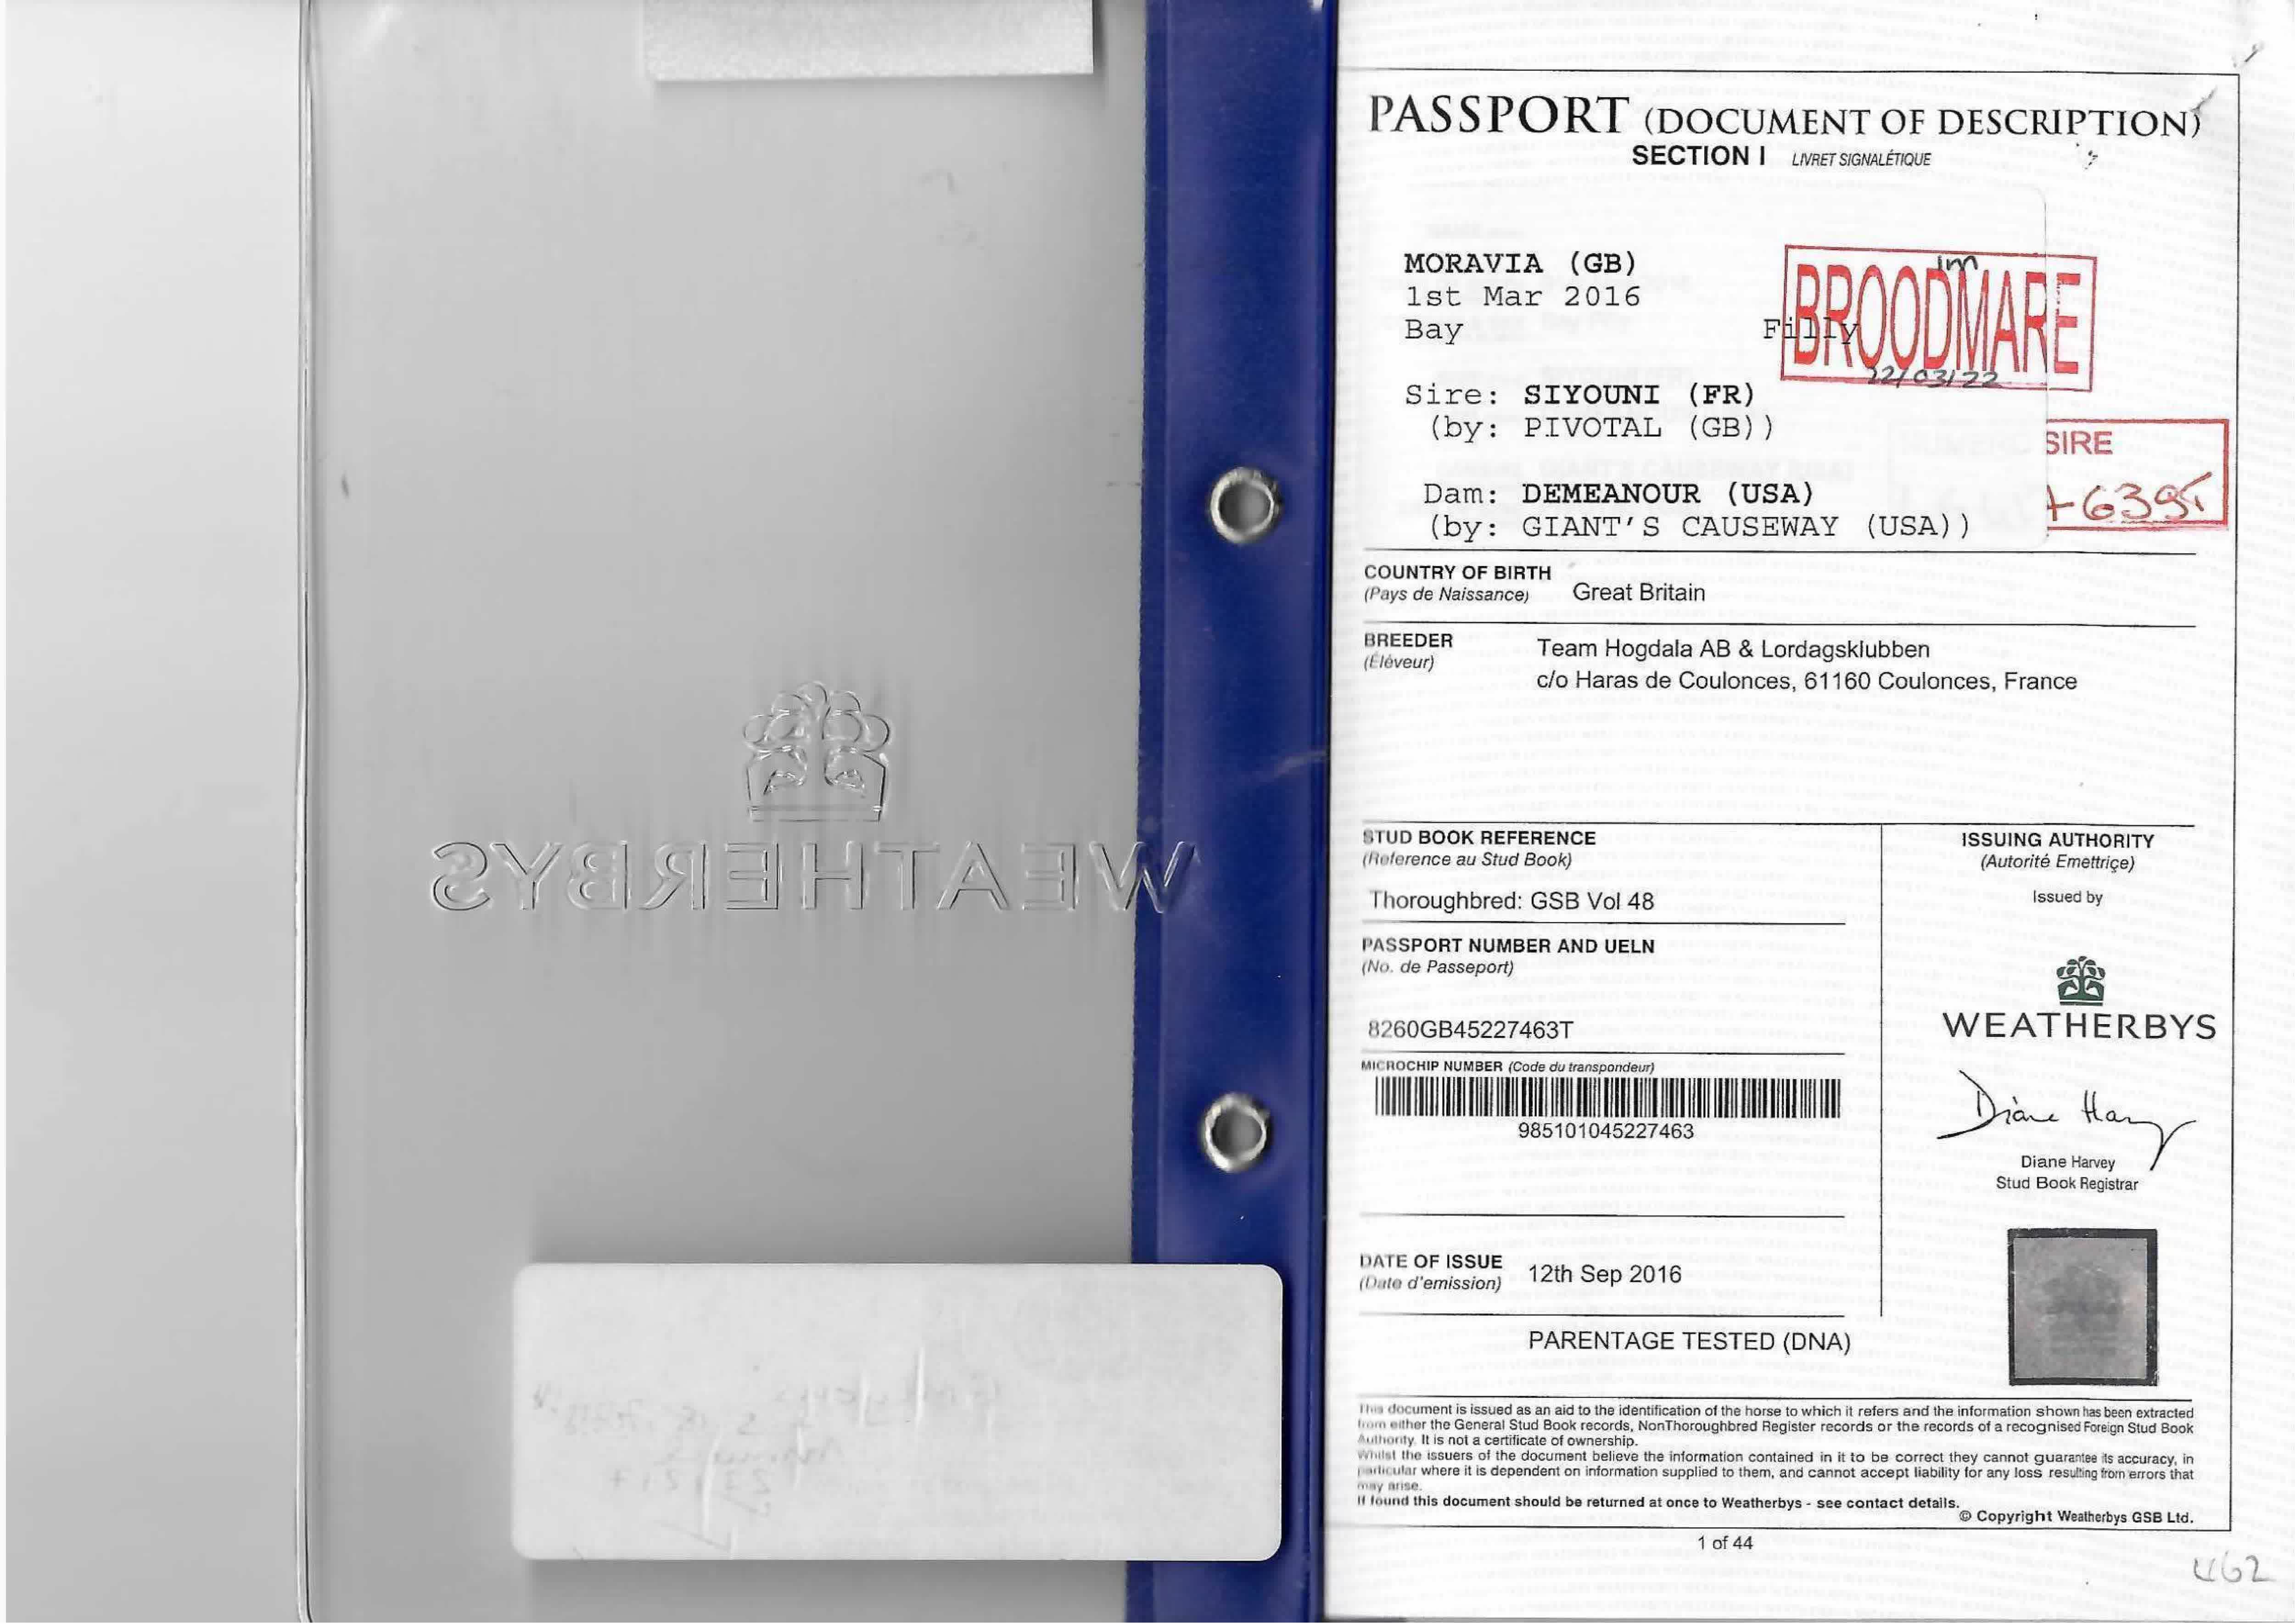 WEATHERBYS
PASSPORT (DOCUMENT OF DESCRIPTION)
SECTION I LIVRET SIGNALÉTIQUE
MORAVIA (GB)
1st Mar 2016
Bay Filly
BROODMARE
22/03/22
Sire: SIYOUNI (FR)
(by: PIVOTAL (GB))
SIRE
Dam: DEMEANOUR (USA)
(by: GIANT'S CAUSEWAY (USA))
COUNTRY OF BIRTH
(Pays de Naissance) Great Britain
BREEDER
(Éléveur)
Team Hogdala AB & Lordagsklubben
c/o Haras de Coulonces, 61160 Coulonces, France
STUD BOOK REFERENCE
(Reference au Stud Book)
Thoroughbred: GSB Vol 48
PASSPORT NUMBER AND UELN
(No. de Passeport)
8260GB45227463T
MICROCHIP NUMBER (Code du transpondeur)
985101045227463
ISSUING AUTHORITY
(Autorité Emettriçe)
Issued by
WEATHERBYS
Diane Harvey
Diane Harvey
Stud Book Registrar
DATE OF ISSUE
(Date d'emission) 12th Sep 2016
PARENTAGE TESTED (DNA)
This document is issued as an aid to the identification of the horse to which it refers and the information shown has been extracted
from either the General Stud Book records, NonThoroughbred Register records or the records of a recognised Foreign Stud Book
Authority. It is not a certificate of ownership.
Whilst the issuers of the document believe the information contained in it to be correct they cannot guarantee its accuracy, in
particular where it is dependent on information supplied to them, and cannot accept liability for any loss resulting from errors that
may arise.
If found this document should be returned at once to Weatherbys - see contact details.
© Copyright Weatherbys GSB Ltd.
1 of 44
462